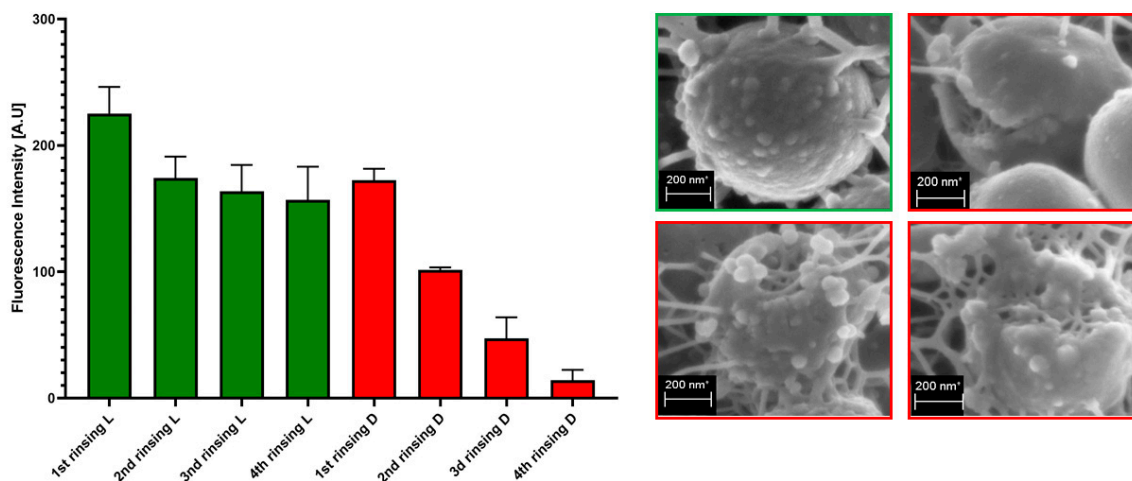 300
200
100
0
Fluorescence Intensity [A.U]
1st rinsing L
2nd rinsing L
3nd rinsing L
4th rinsing L
1st rinsing D
2nd rinsing D
3d rinsing D
4th rinsing D
200 nm*
200 nm*
200 nm*
200 nm*